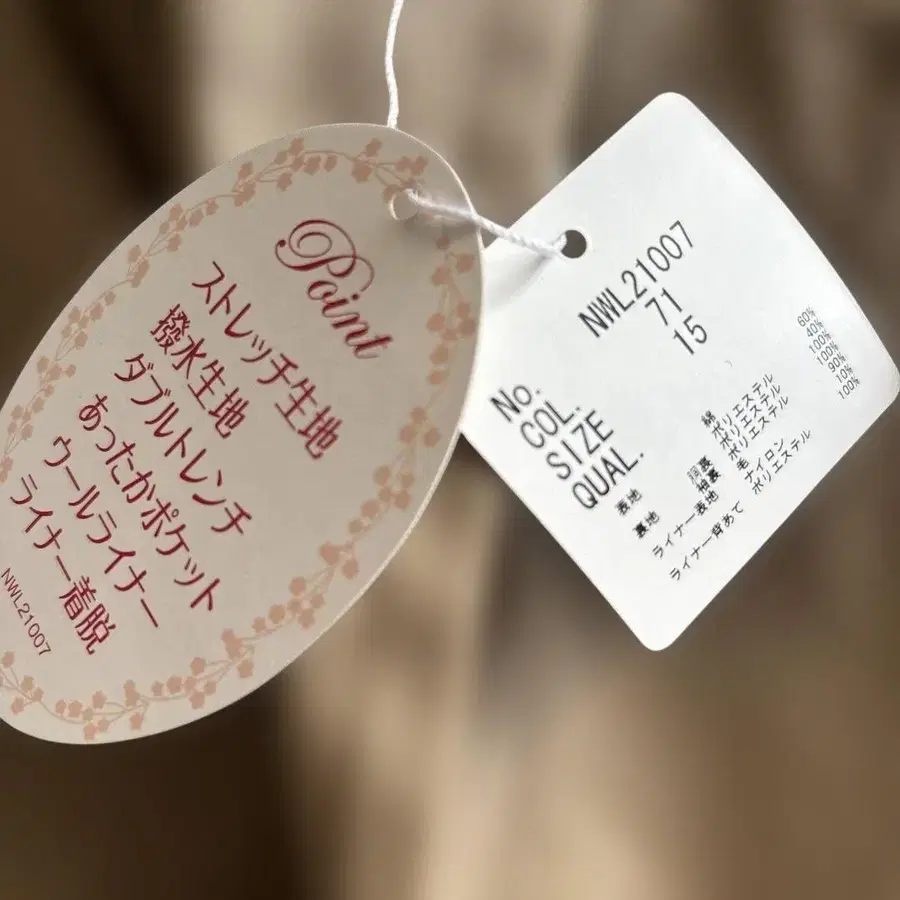 Point
ストレッチ生地
撥水生地
ダブルトレンチ
あったかポケット
ウールライナー
ライナー着脱
NWL21007
No. NWL21007
COL. 71
SIZE 15
QUAL.
表地 綿 60%
ポリエステル 40%
裏地 胴裏 ポリエステル 100%
袖裏 ポリエステル 100%
ライナー表地 毛 90%
ナイロン 10%
ライナー背あて ポリエステル 100%